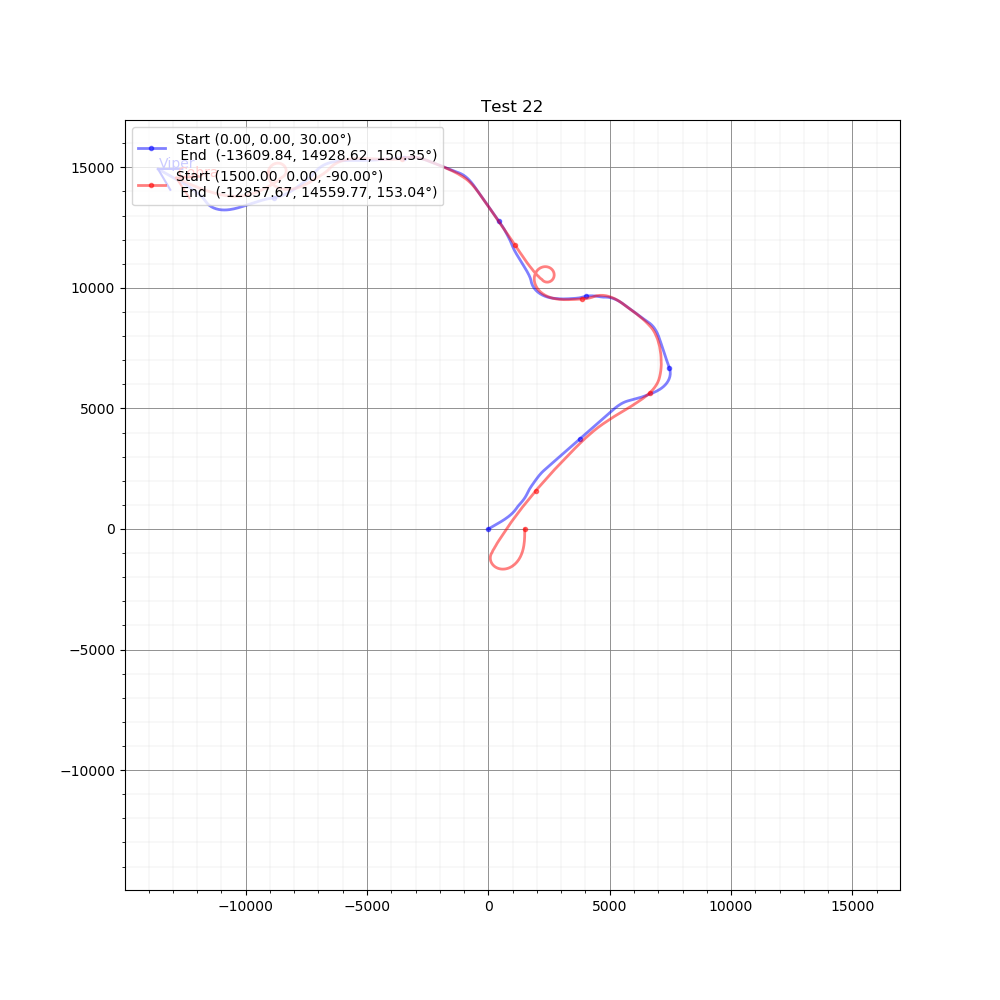 Test 22
Start (0.00, 0.00, 30.00°)
End (-13609.84, 14928.62, 150.35°)
Start (1500.00, 0.00, -90.00°)
End (-12857.67, 14559.77, 153.04°)
Viper
15000
10000
5000
0
−5000
−10000
−10000
−5000
0
5000
10000
15000